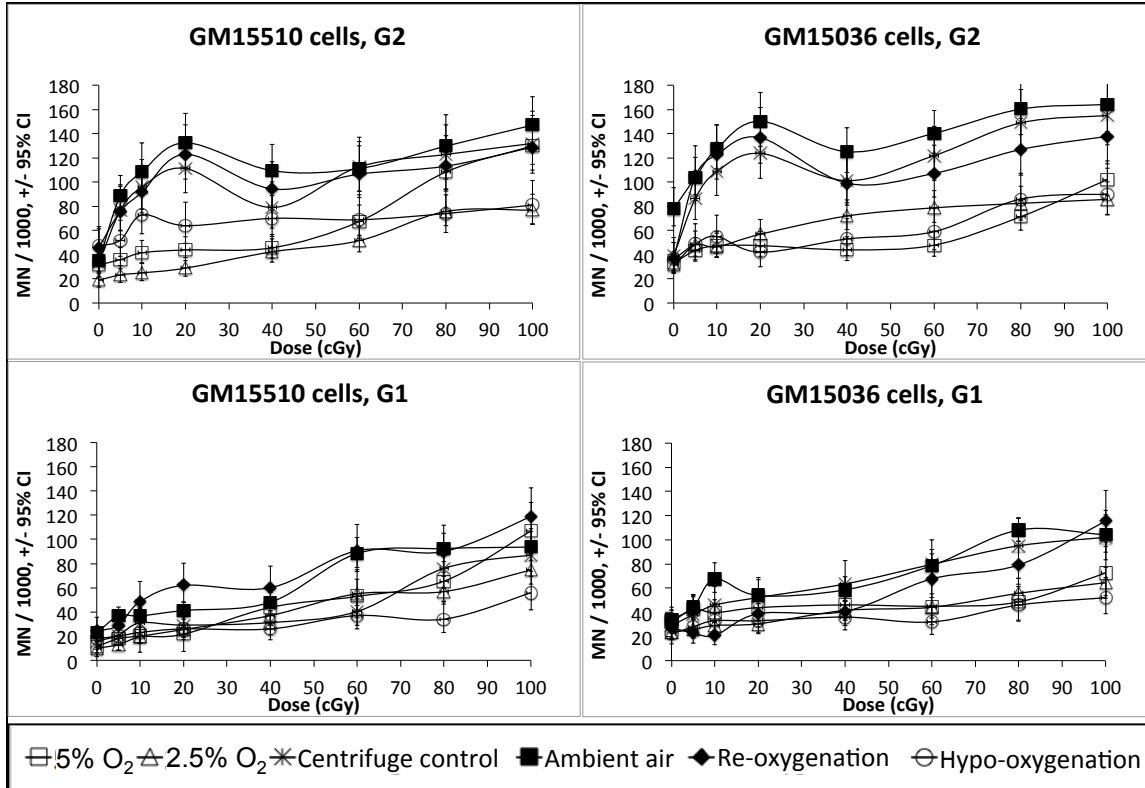 GM15510 cells, G2
MN / 1000, +/- 95% CI
180
160
140
120
100
80
60
40
20
0
0 10 20 30 40 50 60 70 80 90 100
Dose (cGy)
GM15036 cells, G2
MN / 1000, +/- 95% CI
180
160
140
120
100
80
60
40
20
0
0 10 20 30 40 50 60 70 80 90 100
Dose (cGy)
GM15510 cells, G1
MN / 1000, +/- 95% CI
180
160
140
120
100
80
60
40
20
0
0 10 20 30 40 50 60 70 80 90 100
Dose (cGy)
GM15036 cells, G1
MN / 1000, +/- 95% CI
180
160
140
120
100
80
60
40
20
0
0 10 20 30 40 50 60 70 80 90 100
Dose (cGy)
5% O₂ 2.5% O₂ Centrifuge control Ambient air Re-oxygenation Hypo-oxygenation